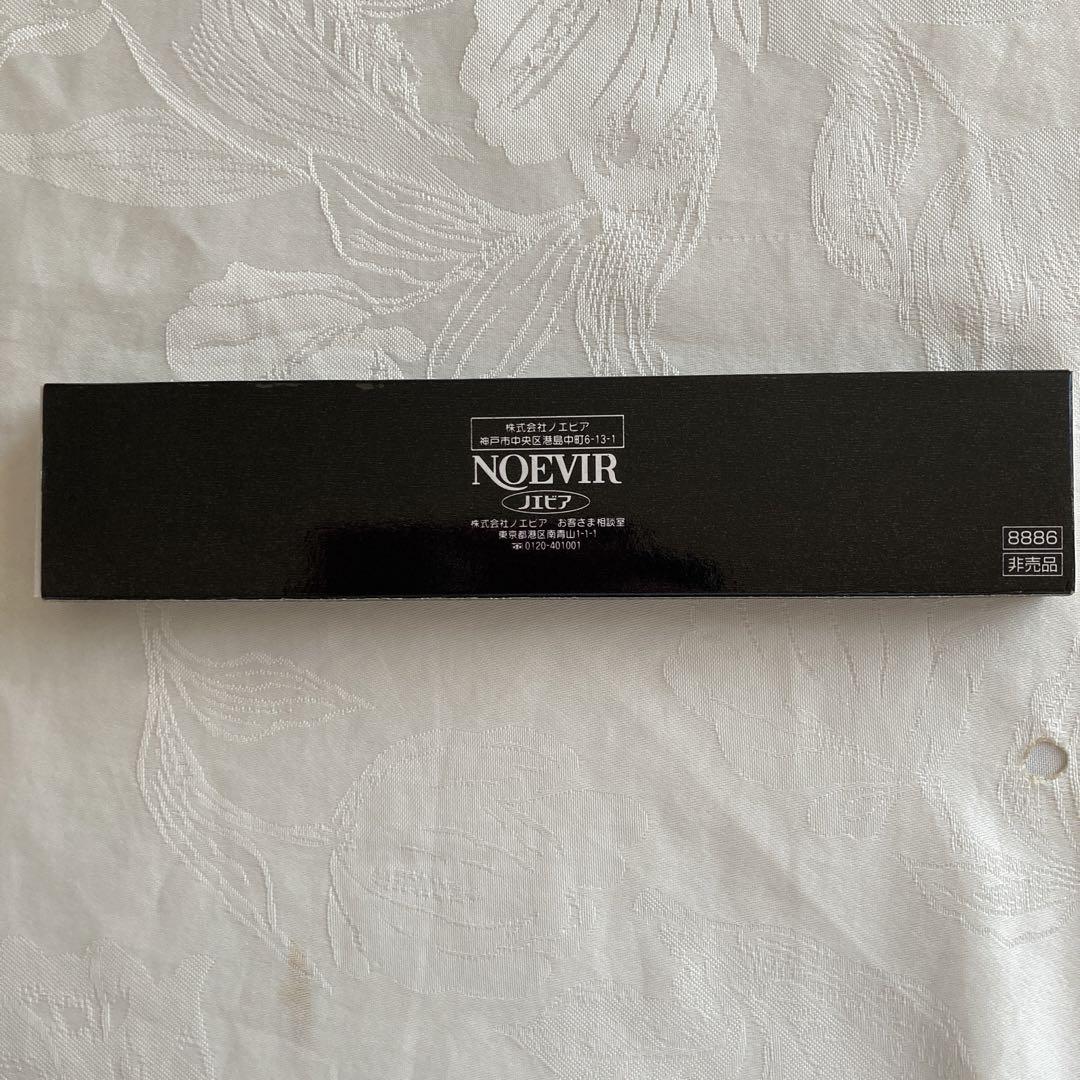 株式会社ノエビア
神戸市中央区港島中町6-13-1
NOEVIR
ノエビア
株式会社ノエビア お客さま相談室
東京都港区南青山1-1-1
☎0120-401001
8886
非売品